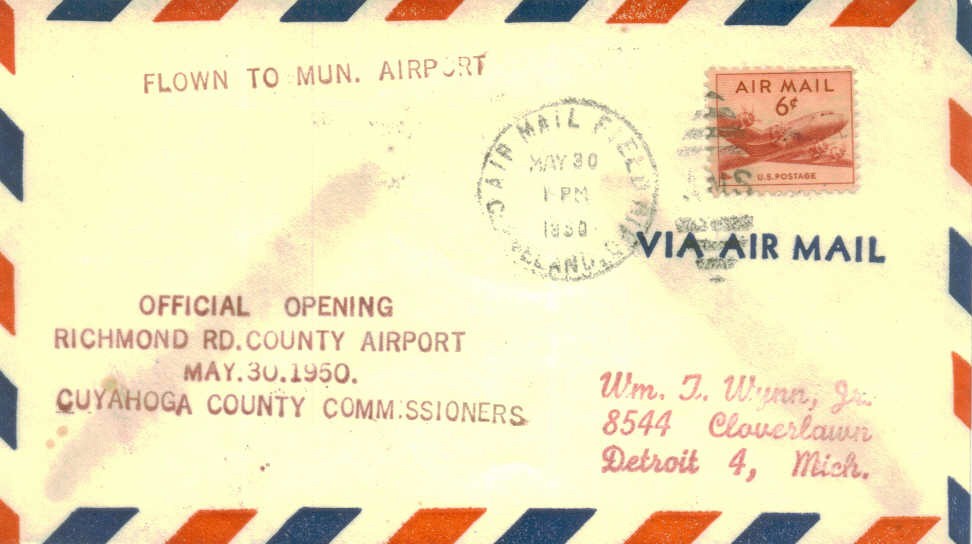 FLOWN TO MUN. AIRPORT
AIR MAIL
6¢
U.S. POSTAGE
AIR MAIL FIELD
MAY 30
1 PM
1950
CLEVELAND, O.
VIA AIR MAIL
OFFICIAL OPENING
RICHMOND RD. COUNTY AIRPORT
MAY. 30. 1950.
CUYAHOGA COUNTY COMMISSIONERS
Wm. T. Wynn, Jr.
8544 Cloverlawn
Detroit 4, Mich.